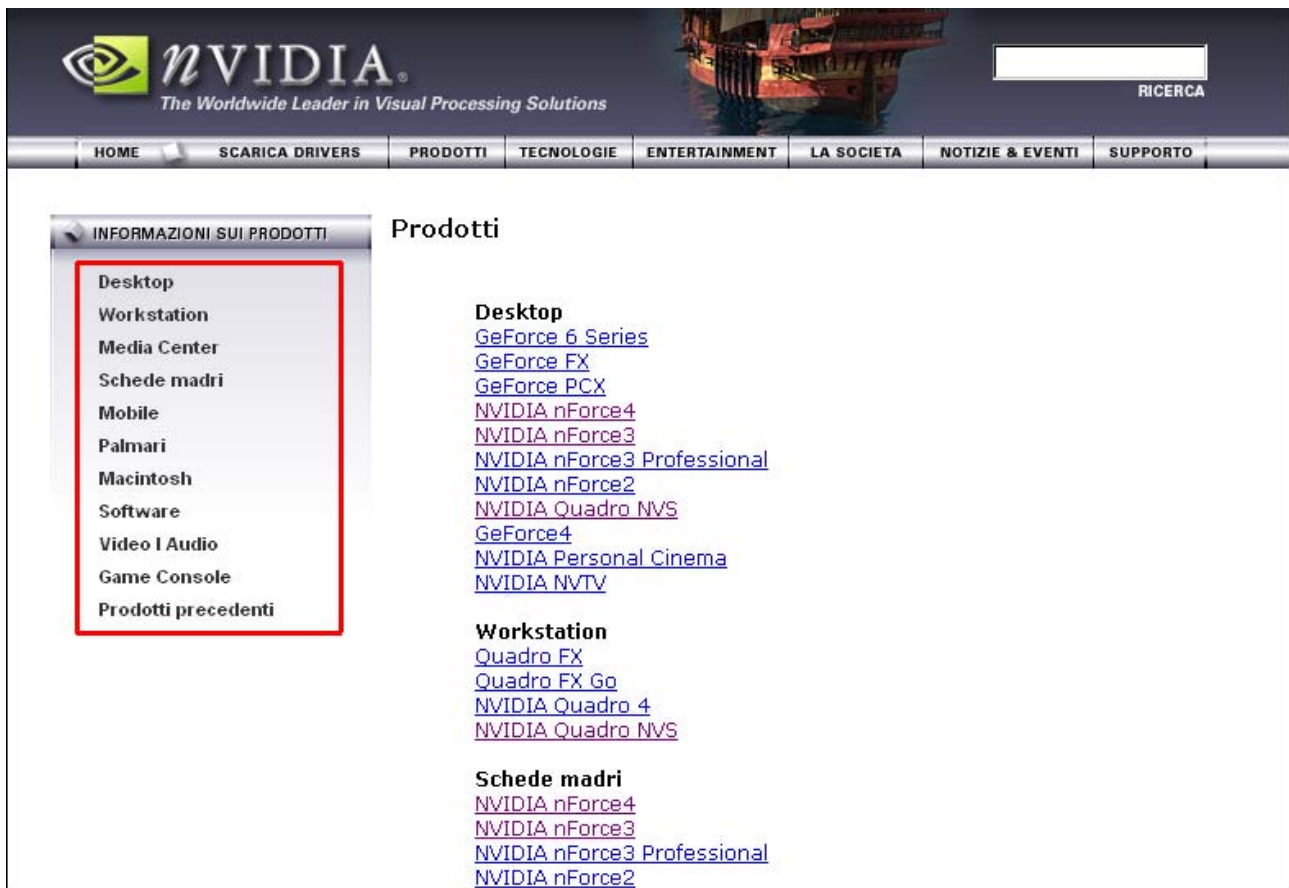 nVIDIA®
The Worldwide Leader in Visual Processing Solutions
RICERCA
HOME SCARICA DRIVERS PRODOTTI TECNOLOGIE ENTERTAINMENT LA SOCIETA NOTIZIE & EVENTI SUPPORTO
INFORMAZIONI SUI PRODOTTI
Desktop
Workstation
Media Center
Schede madri
Mobile
Palmari
Macintosh
Software
Video I Audio
Game Console
Prodotti precedenti
Prodotti
Desktop
GeForce 6 Series
GeForce FX
GeForce PCX
NVIDIA nForce4
NVIDIA nForce3
NVIDIA nForce3 Professional
NVIDIA nForce2
NVIDIA Quadro NVS
GeForce4
NVIDIA Personal Cinema
NVIDIA NVTV
Workstation
Quadro FX
Quadro FX Go
NVIDIA Quadro 4
NVIDIA Quadro NVS
Schede madri
NVIDIA nForce4
NVIDIA nForce3
NVIDIA nForce3 Professional
NVIDIA nForce2